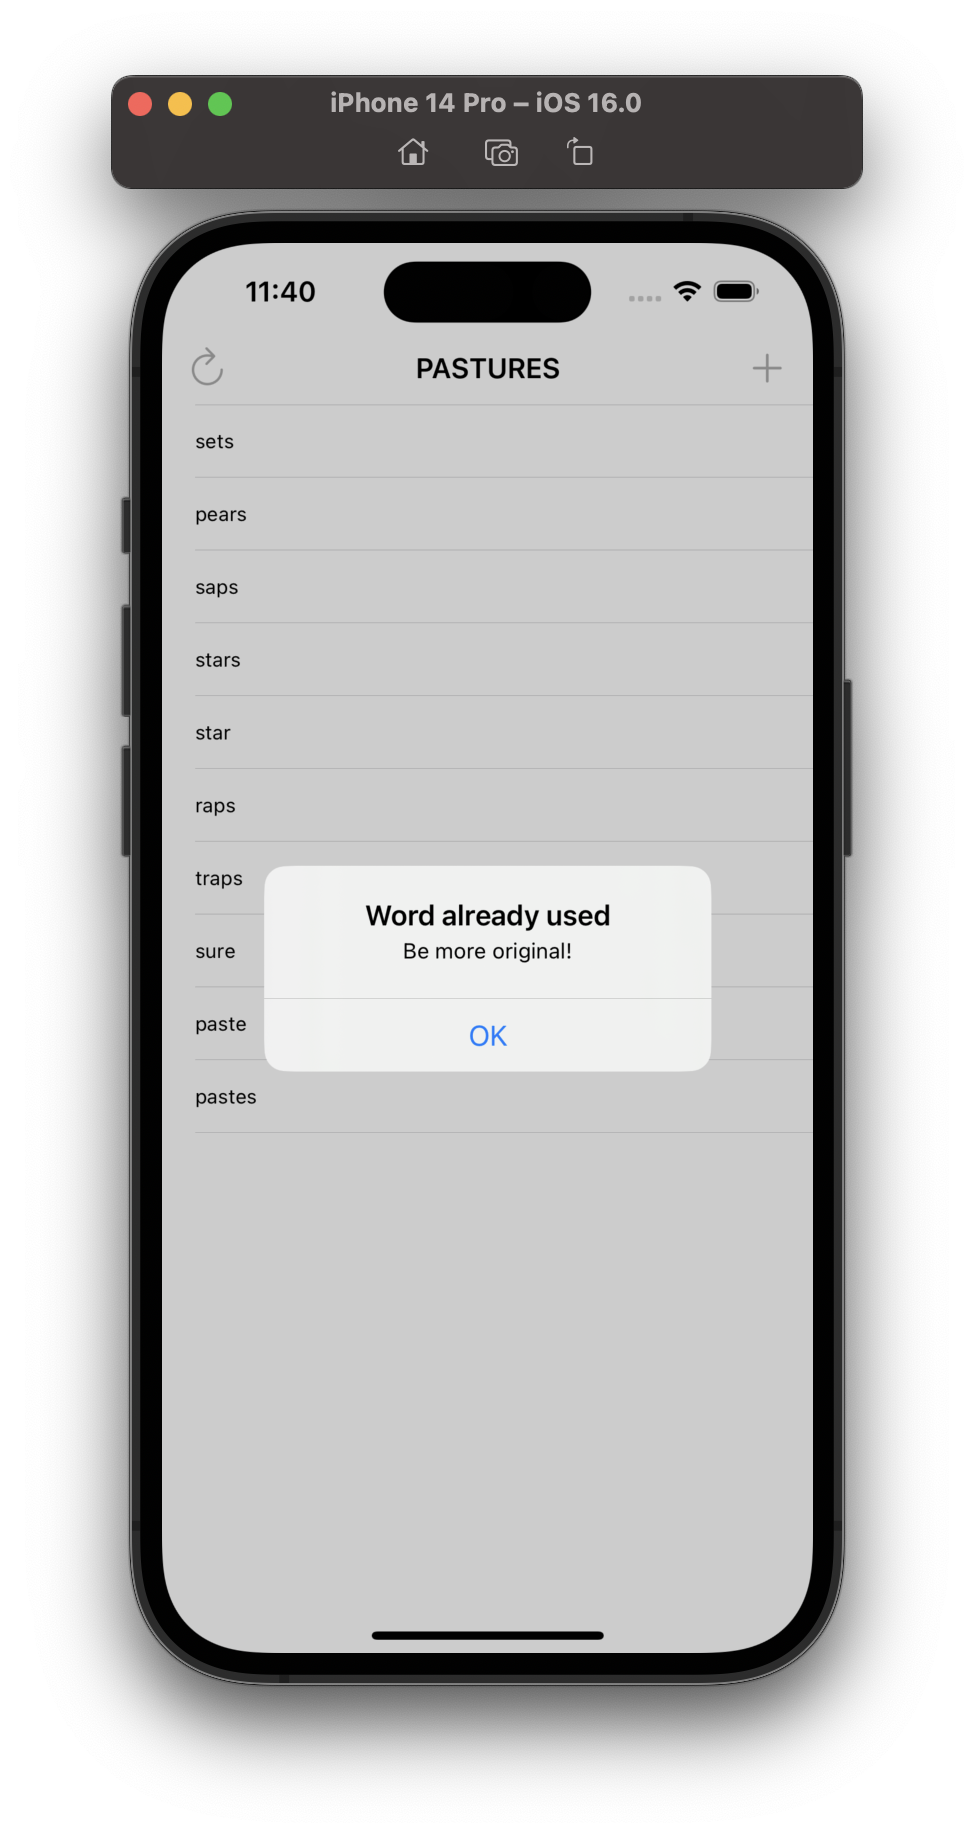 iPhone 14 Pro – iOS 16.0
11:40
PASTURES
sets
pears
saps
stars
star
raps
traps
sure
paste
pastes
Word already used
Be more original!
OK